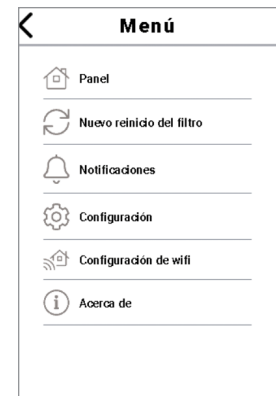 Menú
Panel
Nuevo reinicio del filtro
Notificaciones
Configuración
Configuración de wifi
Acerca de